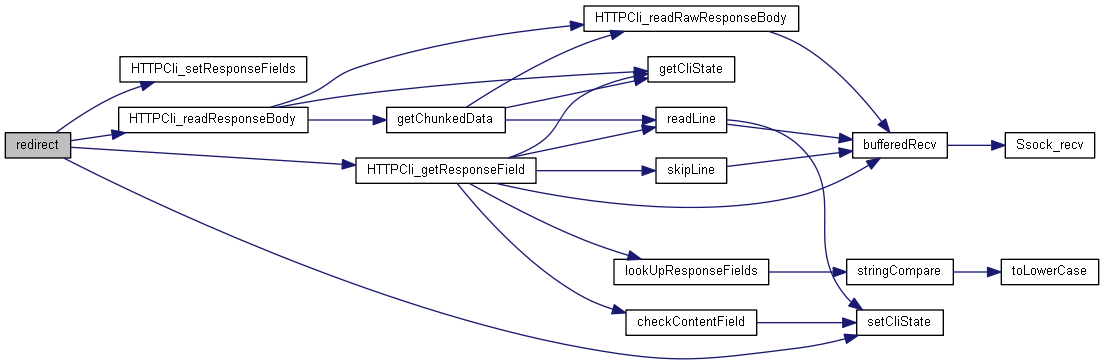 HTTPCli_readRawResponseBody
HTTPCli_setResponseFields
getCliState
HTTPCli_readResponseBody
getChunkedData
readLine
redirect
bufferedRecv
Ssock_recv
HTTPCli_getResponseField
skipLine
lookUpResponseFields
stringCompare
toLowerCase
checkContentField
setCliState